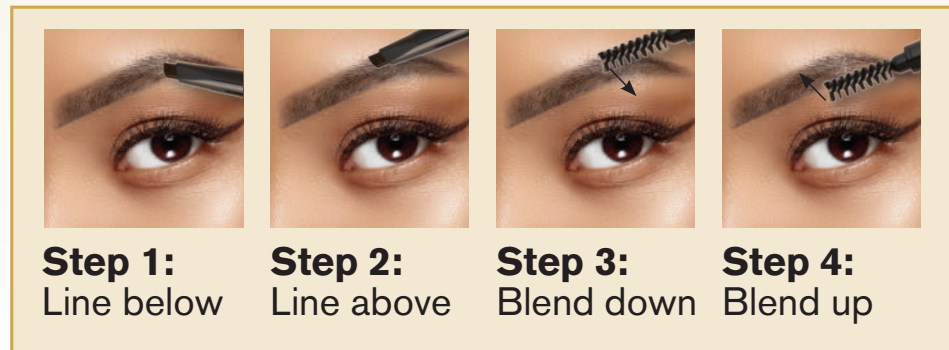 Step 1:
Line below
Step 2:
Line above
Step 3:
Blend down
Step 4:
Blend up